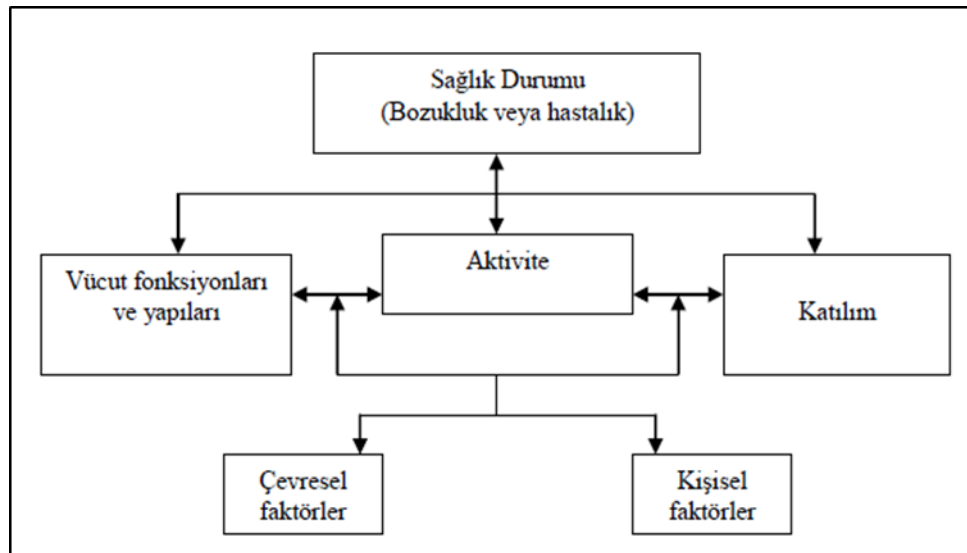 Sağlık Durumu
(Bozukluk veya hastalık)
Aktivite
Vücut fonksiyonları
ve yapıları
Katılım
Çevresel
faktörler
Kişisel
faktörler